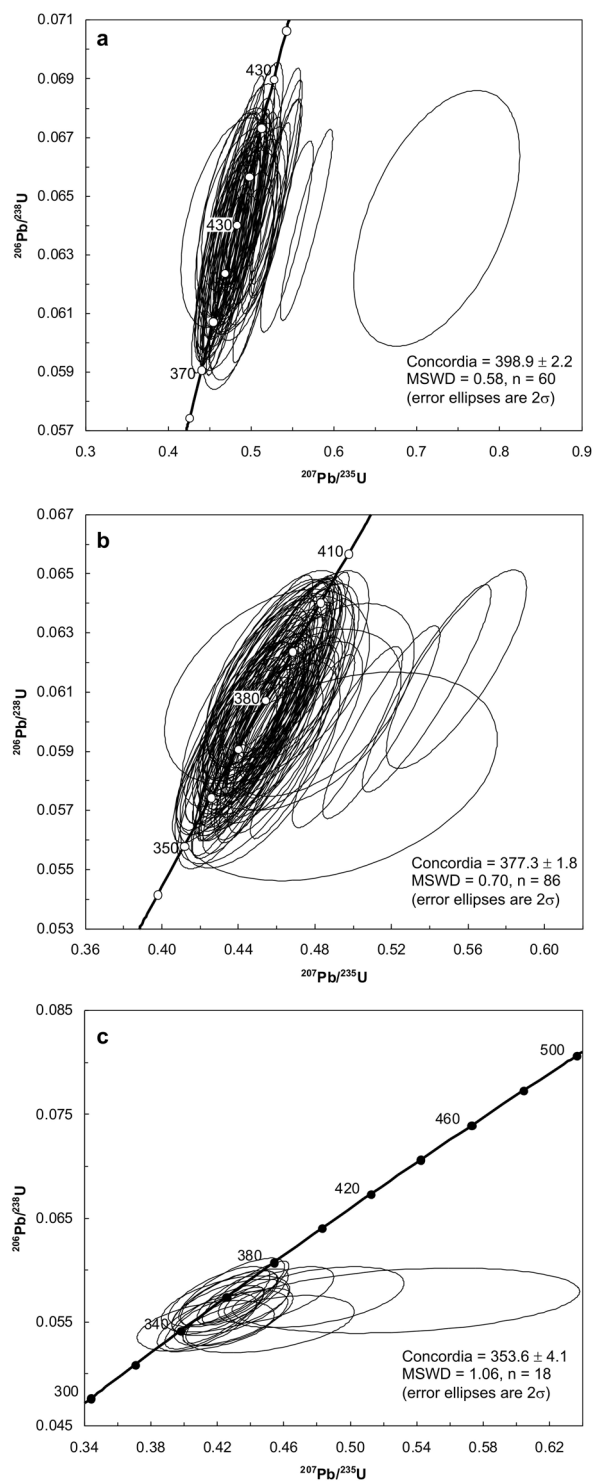 a
0.071
0.069
0.067
0.065
0.063
0.061
0.059
0.057
²⁰⁶Pb/²³⁸U
430
430
370
Concordia = 398.9 ± 2.2
MSWD = 0.58, n = 60
(error ellipses are 2σ)
0.3 0.4 0.5 0.6 0.7 0.8 0.9
²⁰⁷Pb/²³⁵U
b
0.067
0.065
0.063
0.061
0.059
0.057
0.055
0.053
²⁰⁶Pb/²³⁸U
410
380
350
Concordia = 377.3 ± 1.8
MSWD = 0.70, n = 86
(error ellipses are 2σ)
0.36 0.40 0.44 0.48 0.52 0.56 0.60
²⁰⁷Pb/²³⁵U
c
0.085
0.075
0.065
0.055
0.045
²⁰⁶Pb/²³⁸U
500
460
420
380
340
300
Concordia = 353.6 ± 4.1
MSWD = 1.06, n = 18
(error ellipses are 2σ)
0.34 0.38 0.42 0.46 0.50 0.54 0.58 0.62
²⁰⁷Pb/²³⁵U